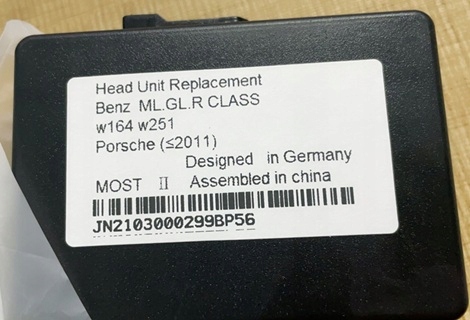 Head Unit Replacement
Benz ML.GL.R CLASS
w164 w251
Porsche (≤2011)
Designed in Germany
MOST II Assembled in china
JN2103000299BP56